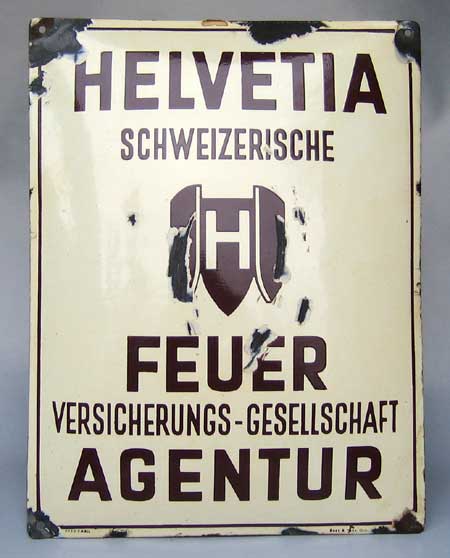 HELVETIA
SCHWEIZERISCHE
H
FEUER
VERSICHERUNGS-GESELLSCHAFT
AGENTUR